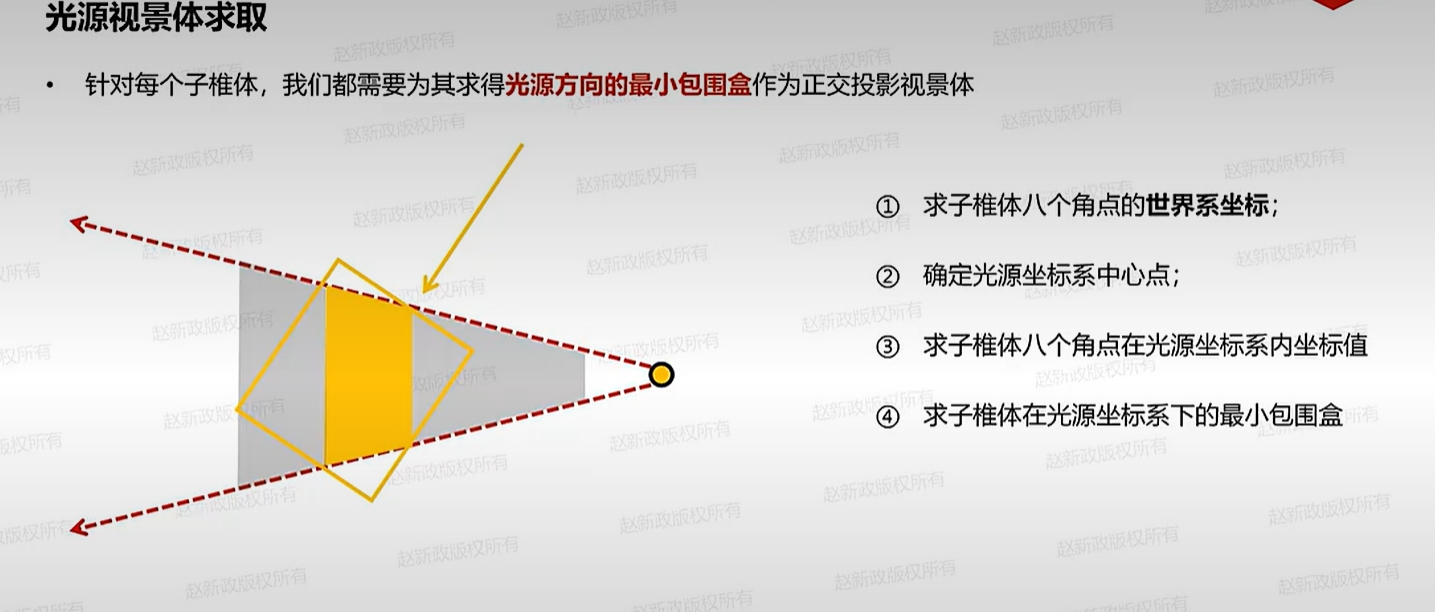 光源视景体求取
• 针对每个子椎体，我们都需要为其求得光源方向的最小包围盒作为正交投影视景体
① 求子椎体八个角点的世界系坐标；
② 确定光源坐标系中心点；
③ 求子椎体八个角点在光源坐标系内坐标值
④ 求子椎体在光源坐标系下的最小包围盒
赵新政版权所有